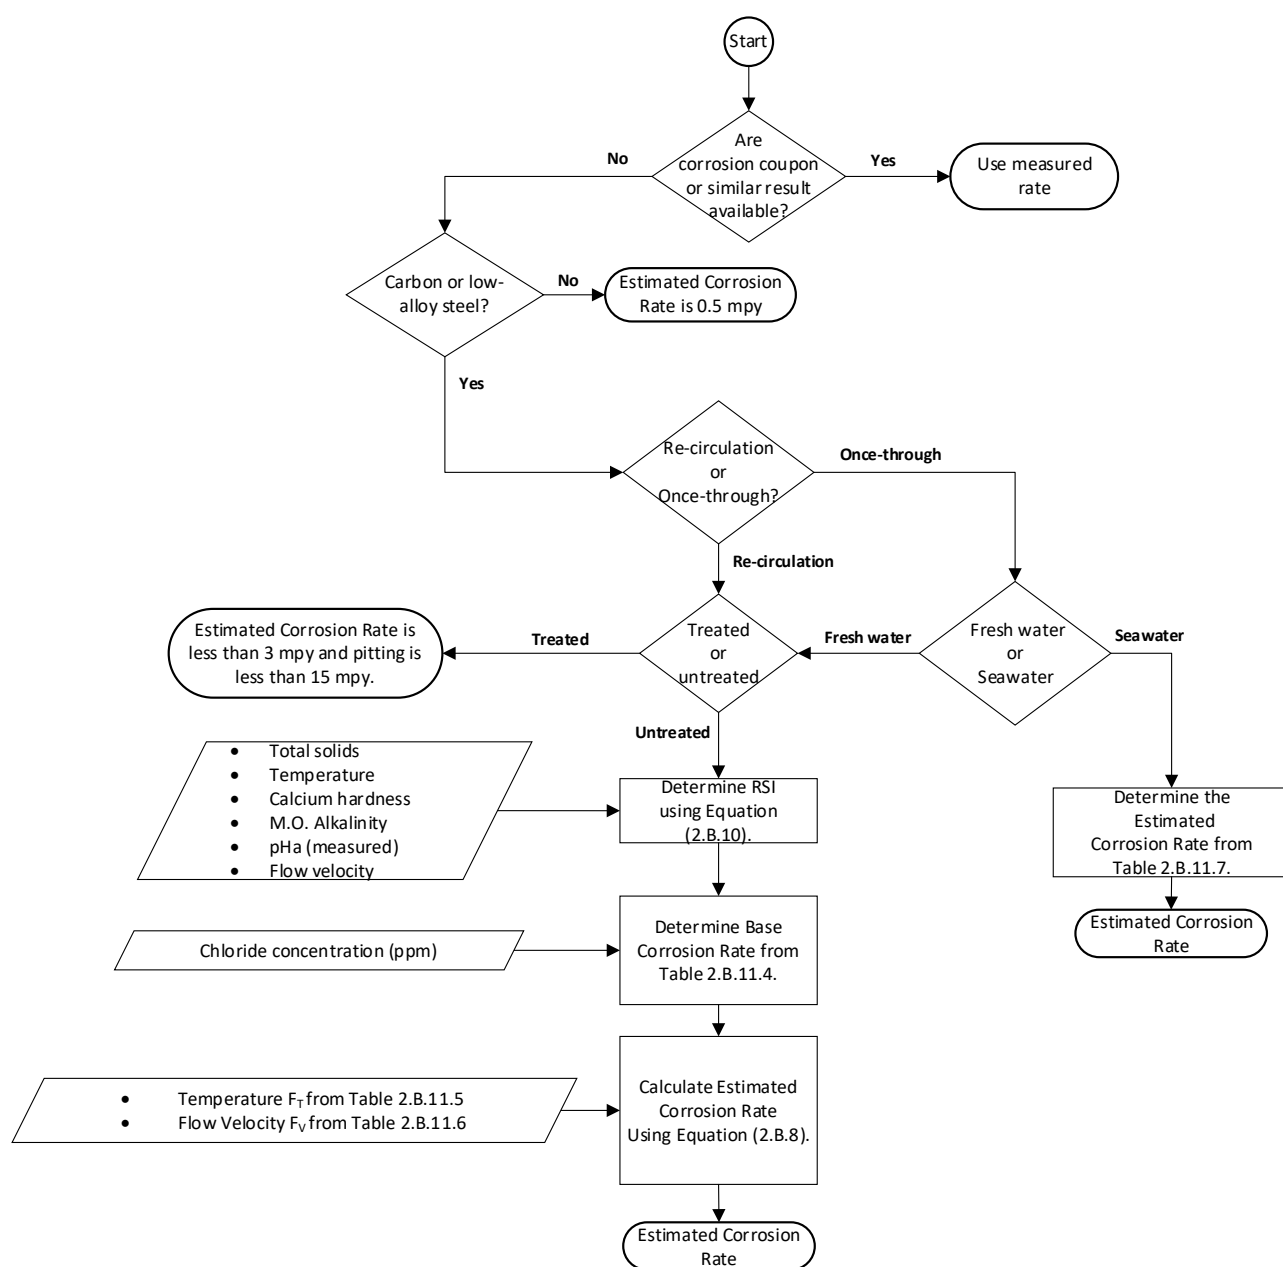 Start
Are
corrosion coupon
or similar result
available?
No
Yes
Use measured
rate
Carbon or low-
alloy steel?
No
Estimated Corrosion
Rate is 0.5 mpy
Yes
Re-circulation
or
Once-through?
Once-through
Re-circulation
Estimated Corrosion Rate is
less than 3 mpy and pitting is
less than 15 mpy.
Treated
Treated
or
untreated
Fresh water
Fresh water
or
Seawater
Seawater
Untreated
• Total solids
• Temperature
• Calcium hardness
• M.O. Alkalinity
• pHa (measured)
• Flow velocity
Determine RSI
using Equation
(2.B.10).
Determine the
Estimated
Corrosion Rate from
Table 2.B.11.7.
Estimated Corrosion
Rate
Chloride concentration (ppm)
Determine Base
Corrosion Rate from
Table 2.B.11.4.
• Temperature FT from Table 2.B.11.5
• Flow Velocity FV from Table 2.B.11.6
Calculate Estimated
Corrosion Rate
Using Equation (2.B.8).
Estimated Corrosion
Rate